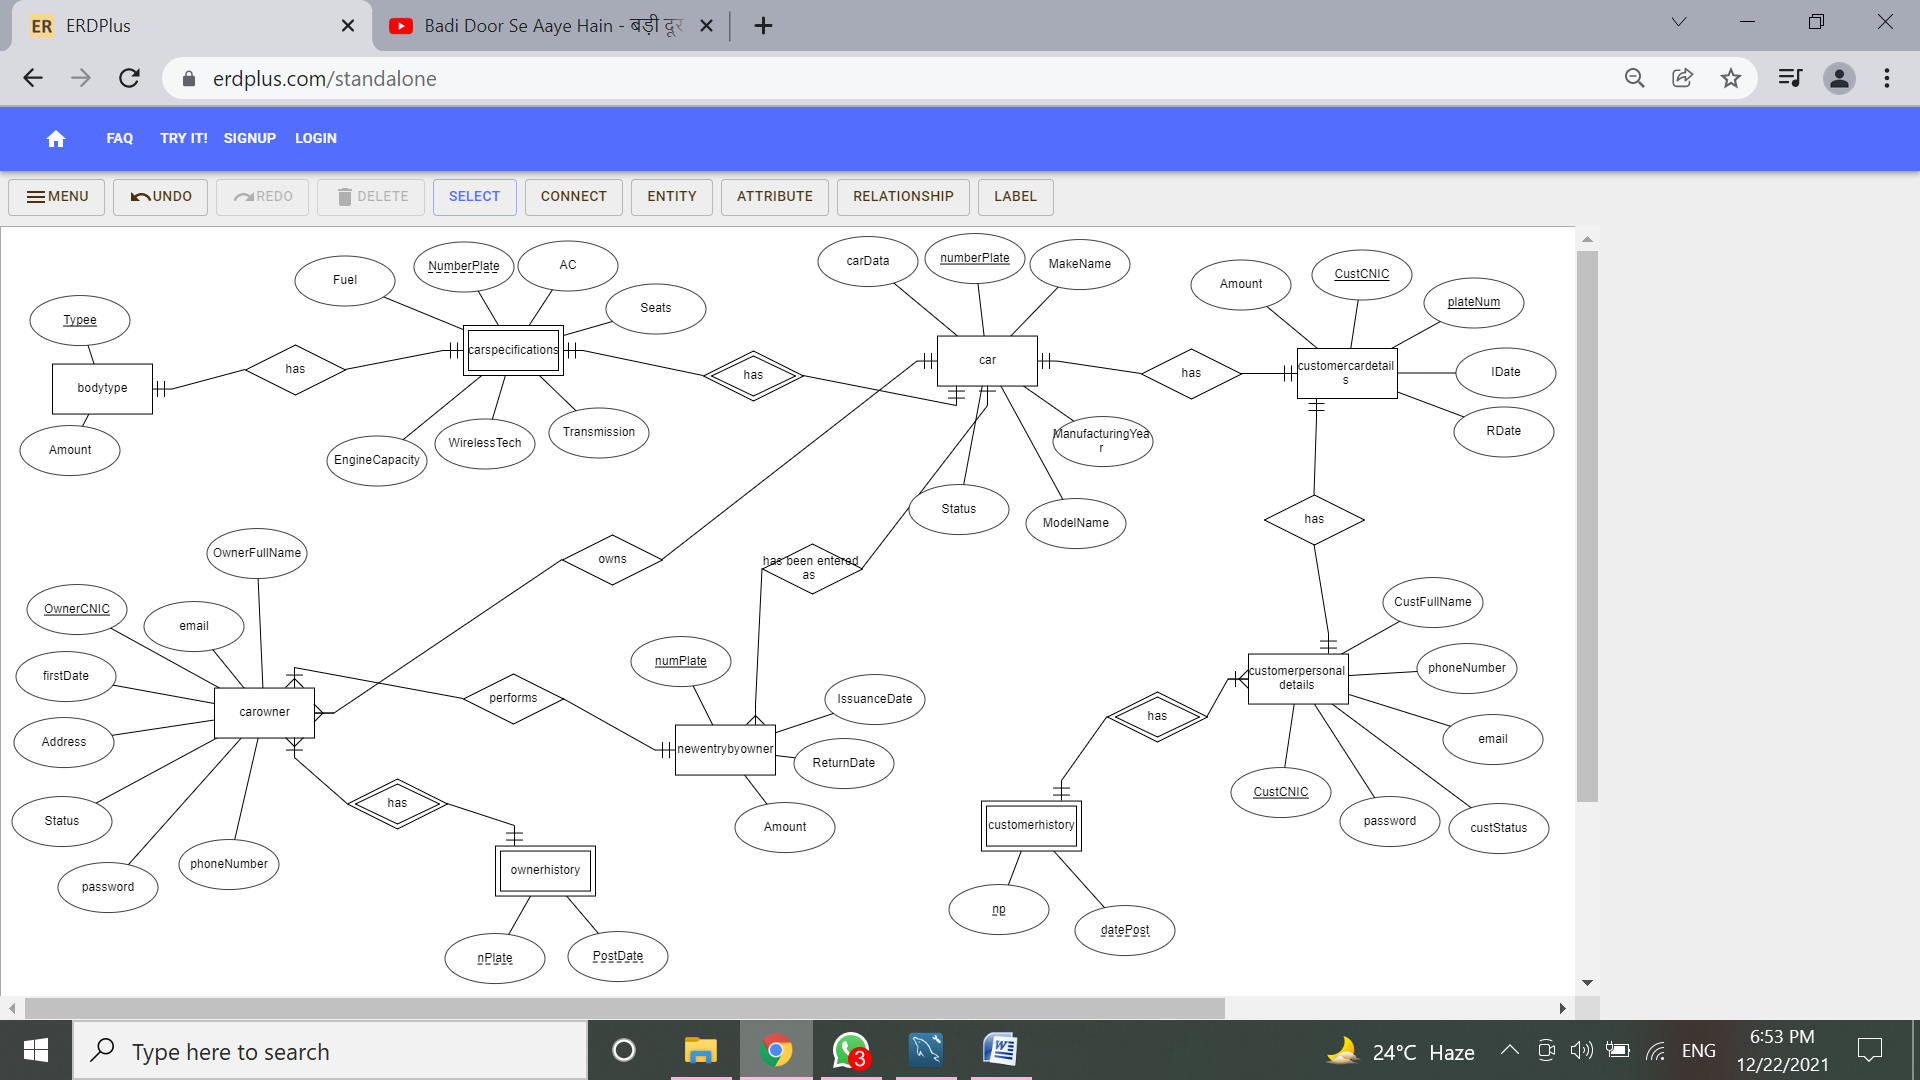 ER ERDPlus
Badi Door Se Aaye Hain - बड़ी दूर
erdplus.com/standalone
FAQ TRY IT! SIGNUP LOGIN
MENU UNDO REDO DELETE SELECT CONNECT ENTITY ATTRIBUTE RELATIONSHIP LABEL
Fuel
NumberPlate
AC
Seats
Typee
bodytype
Amount
has
carspecifications
EngineCapacity
WirelessTech
Transmission
has
carData
numberPlate
MakeName
car
ManufacturingYea
r
Status
ModelName
has
Amount
CustCNIC
plateNum
customercardetail
s
IDate
RDate
has
owns
has been entered
as
OwnerFullName
OwnerCNIC
email
firstDate
Address
Status
password
phoneNumber
carowner
performs
has
ownerhistory
nPlate
PostDate
numPlate
IssuanceDate
newentrybyowner
ReturnDate
Amount
CustFullName
phoneNumber
customerpersonal
details
email
has
CustCNIC
password
custStatus
customerhistory
np
datePost
Type here to search
3
24°C Haze
ENG
6:53 PM
12/22/2021